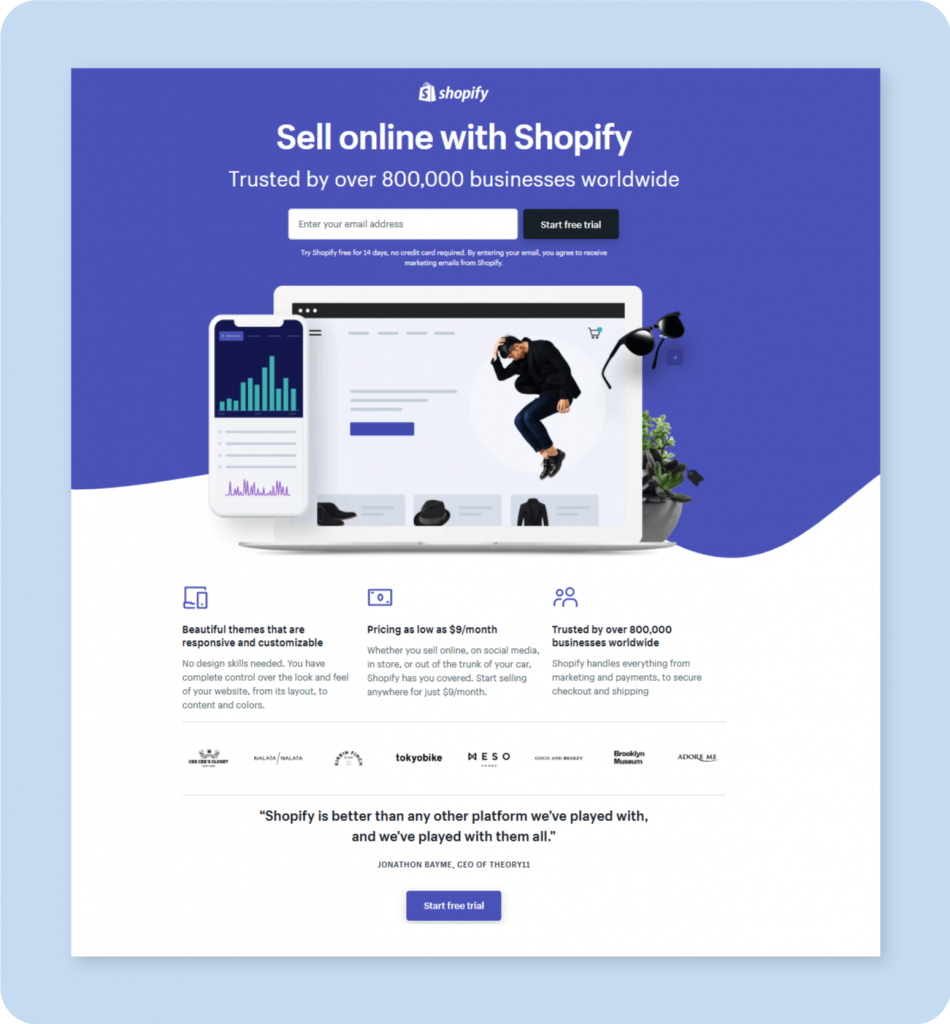 shopify
Sell online with Shopify
Trusted by over 800,000 businesses worldwide
Enter your email address
Start free trial
Try Shopify free for 14 days, no credit card required. By entering your email, you agree to receive
marketing emails from Shopify.
Beautiful themes that are
responsive and customizable
No design skills needed. You have
complete control over the look and feel
of your website, from its layout, to
content and colors.
Pricing as low as $9/month
Whether you sell online, on social media,
in store, or out of the trunk of your car,
Shopify has you covered. Start selling
anywhere for just $9/month.
Trusted by over 800,000
businesses worldwide
Shopify handles everything from
marketing and payments, to secure
checkout and shipping
CEE CEE'S CLOSET
NALATA/NALATA
KIRRIN FINCH
tokyobike
MESO
GOODS
COCO AND BREEZY
Brooklyn
Museum
ADORE ME
“Shopify is better than any other platform we've played with,
and we've played with them all.”
JONATHON BAYME, CEO OF THEORY11
Start free trial